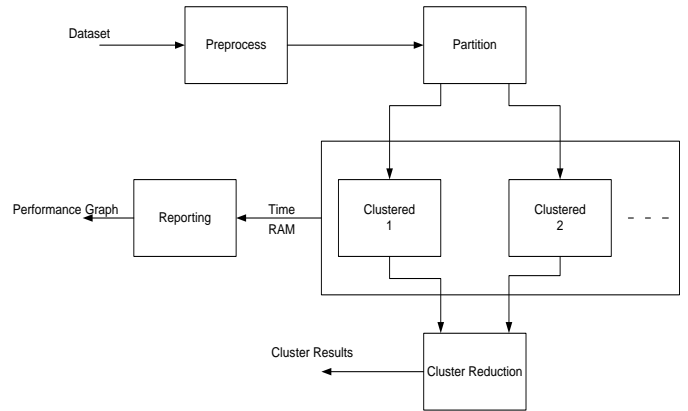 Dataset
Preprocess
Partition
Performance Graph
Reporting
Time
RAM
Clustered
1
Clustered
2
Cluster Results
Cluster Reduction